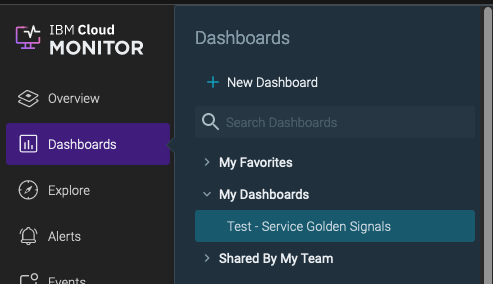 IBM Cloud
MONITOR
Overview
Dashboards
Explore
Alerts
Events
Dashboards
New Dashboard
Search Dashboards
My Favorites
My Dashboards
Test - Service Golden Signals
Shared By My Team